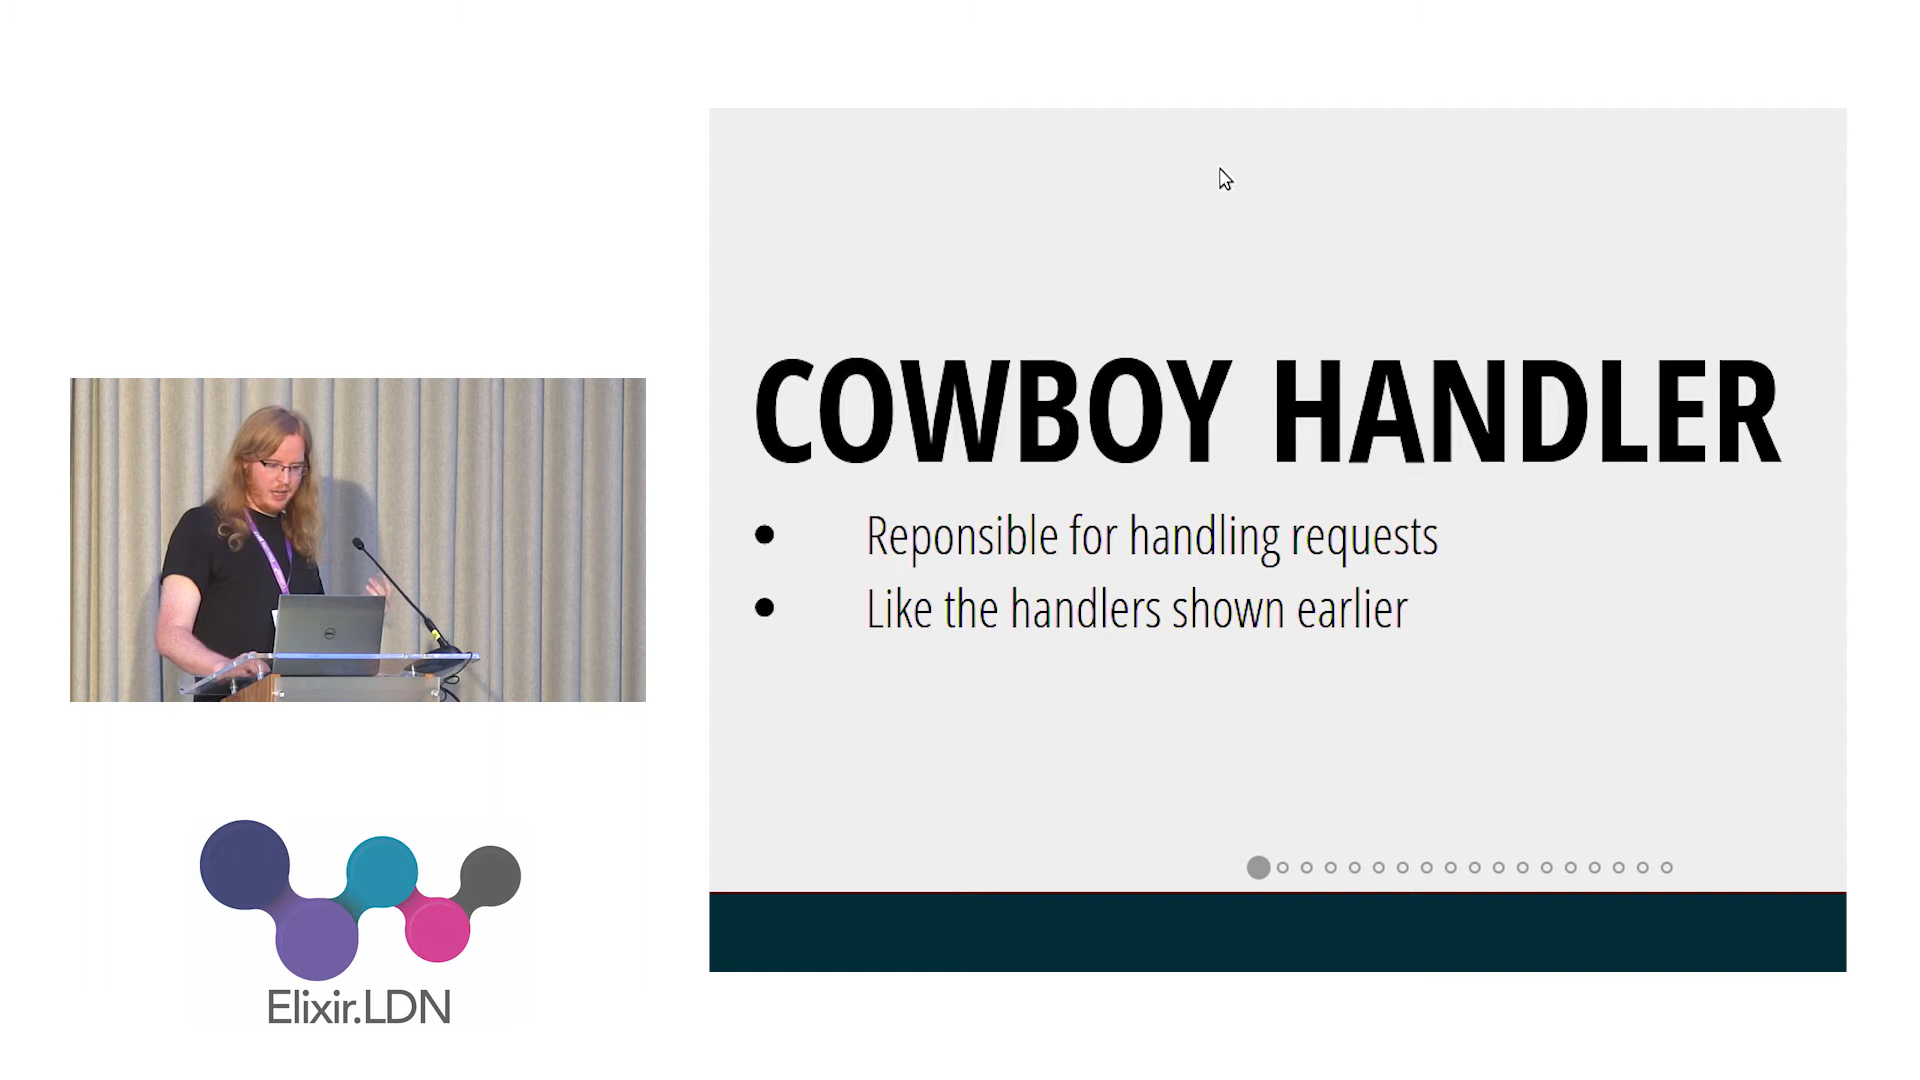 COWBOY HANDLER
• Reponsible for handling requests
• Like the handlers shown earlier
Elixir.LDN